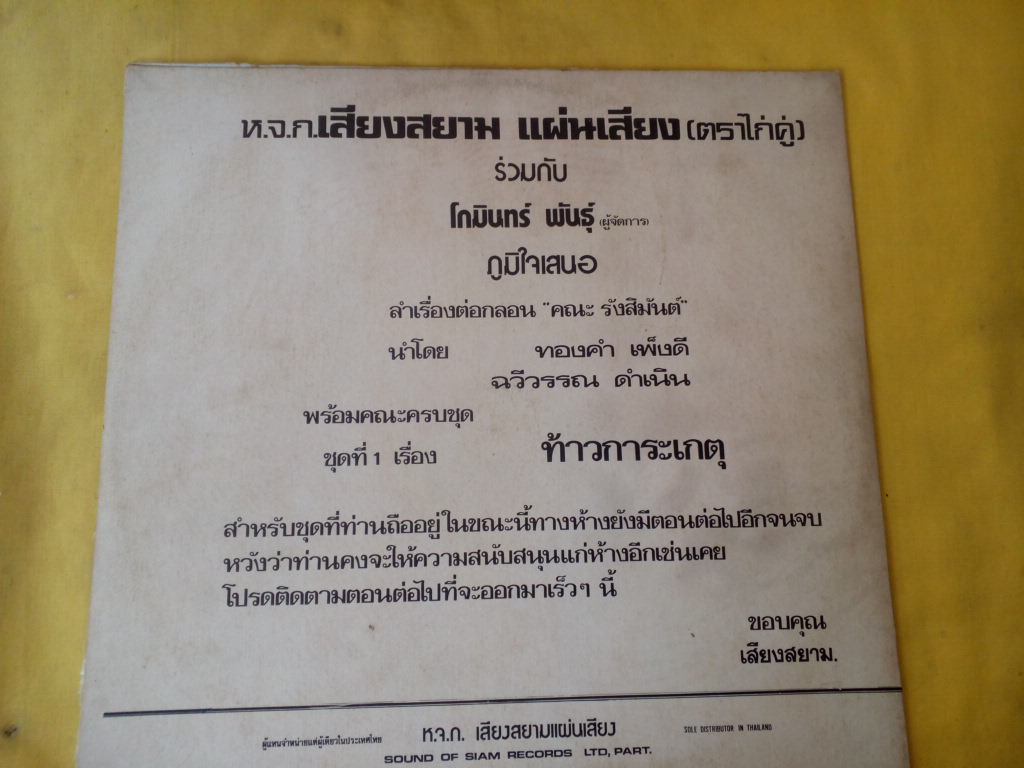 ห.จ.ก.เสียงสยาม แผ่นเสียง (ตราไก่คู่)
ร่วมกับ
โกมินทร์ พันธุ์ (ผู้จัดการ)
ภูมิใจเสนอ
ลำเรื่องต่อกลอน "คณะ รังสิมันต์"
นำโดย ทองคำ เพ็งดี
ฉวีวรรณ ดำเนิน
พร้อมคณะครบชุด
ชุดที่ 1 เรื่อง ท้าวการะเกตุ
สำหรับชุดที่ท่านถืออยู่ในขณะนี้ทางห้างยังมีตอนต่อไปอีกจนจบ
หวังว่าท่านคงจะให้ความสนับสนุนแก่ห้างอีกเช่นเคย
โปรดติดตามตอนต่อไปที่จะออกมาเร็วๆ นี้
ขอบคุณ
เสียงสยาม.
ผู้แทนจำหน่ายแต่ผู้เดียวในประเทศไทย ห.จ.ก. เสียงสยามแผ่นเสียง SOLE DISTRIBUTOR IN THAILAND
SOUND OF SIAM RECORDS LTD, PART.